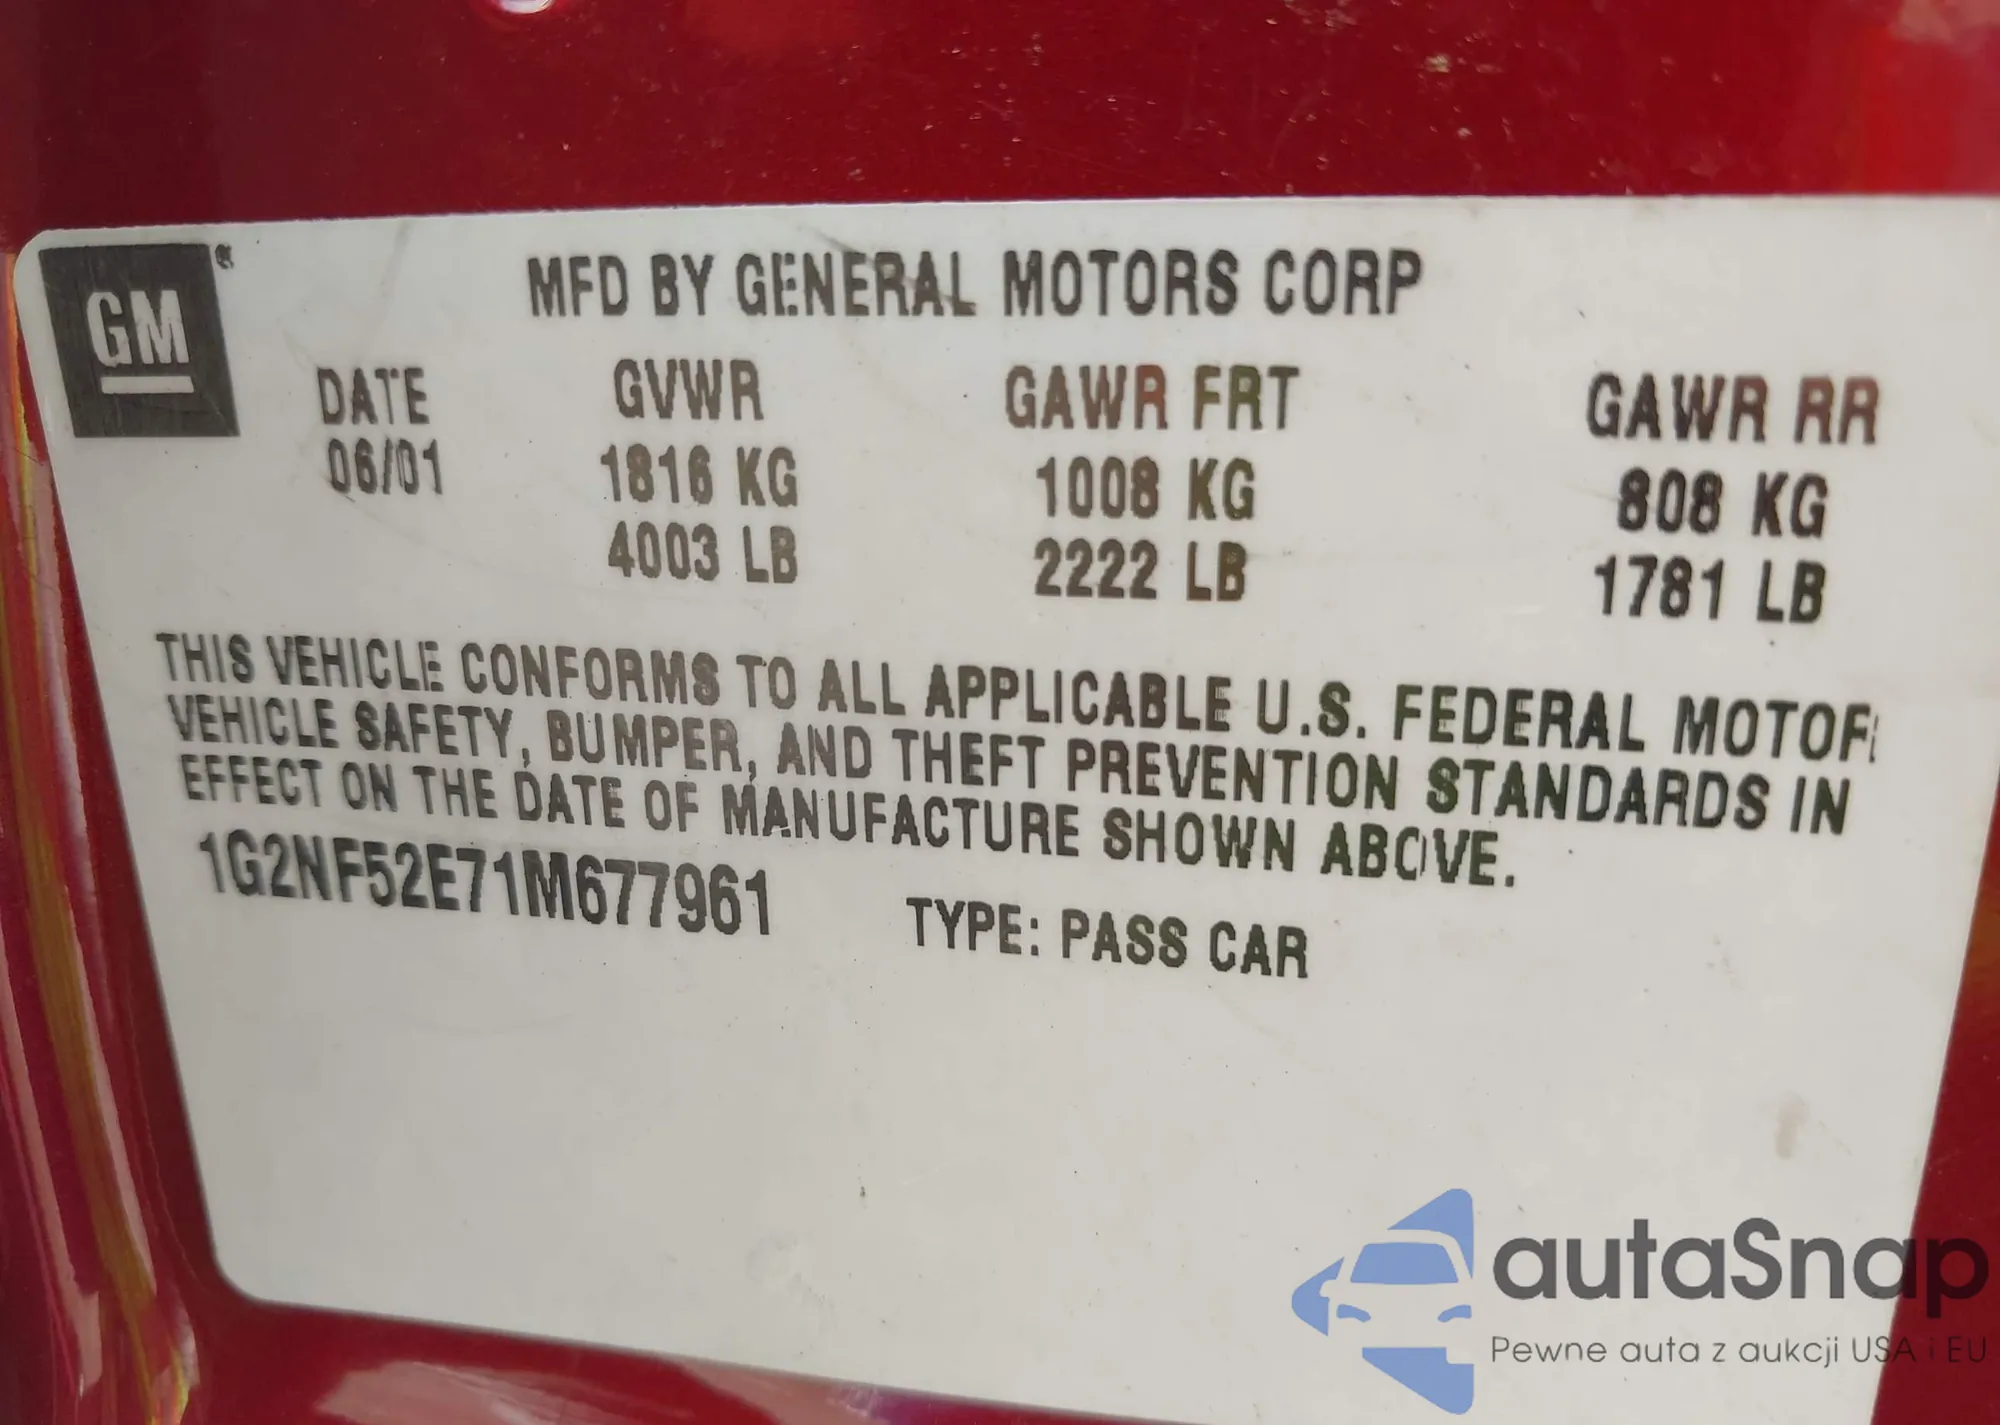 GM®
MFD BY GENERAL MOTORS CORP
DATE GVWR GAWR FRT GAWR RR
06/01 1816 KG 1008 KG 808 KG
4003 LB 2222 LB 1781 LB
THIS VEHICLE CONFORMS TO ALL APPLICABLE U.S. FEDERAL MOTOR
VEHICLE SAFETY, BUMPER, AND THEFT PREVENTION STANDARDS IN
EFFECT ON THE DATE OF MANUFACTURE SHOWN ABOVE.
1G2NF52E71M677961 TYPE: PASS CAR
autaSnap
Pewne auta z aukcji USA i EU